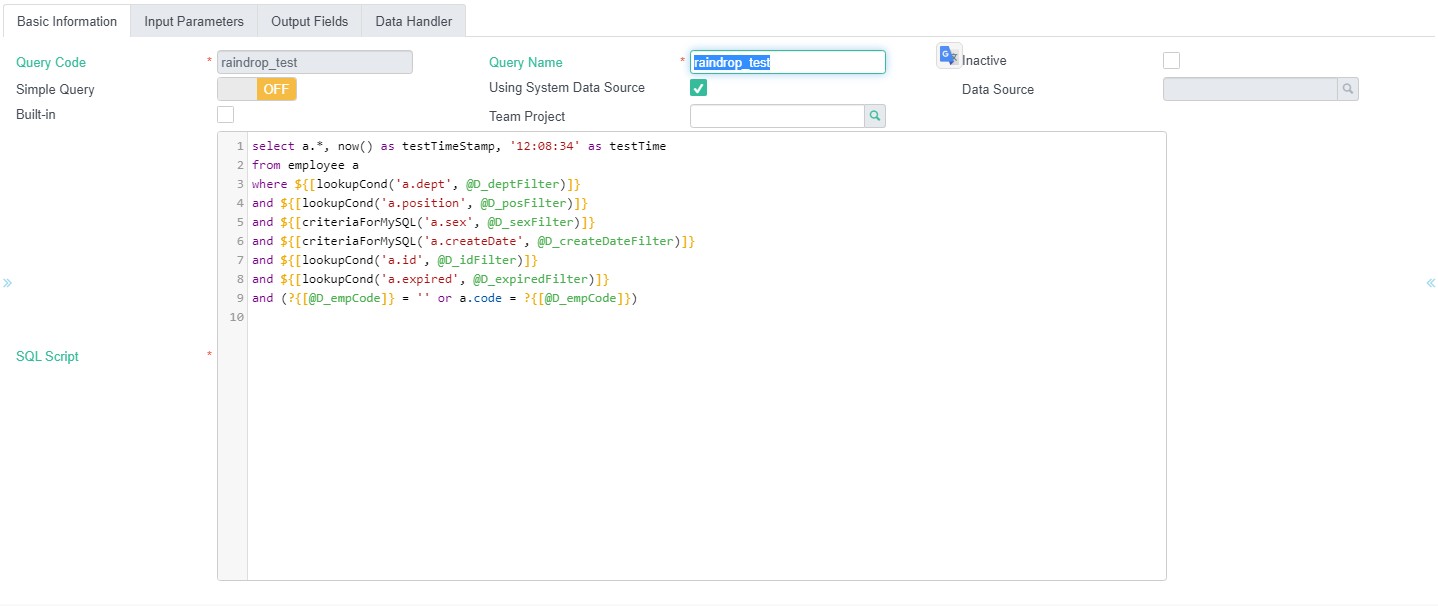 Basic Information Input Parameters Output Fields Data Handler
Query Code * raindrop_test Query Name * raindrop_test Inactive
Simple Query OFF Using System Data Source Data Source
Built-in Team Project
1 select a.*, now() as testTimeStamp, '12:08:34' as testTime
2 from employee a
3 where ${[lookupCond('a.dept', @D_deptFilter)]}
4 and ${[lookupCond('a.position', @D_posFilter)]}
5 and ${[criteriaForMySQL('a.sex', @D_sexFilter)]}
6 and ${[criteriaForMySQL('a.createDate', @D_createDateFilter)]}
7 and ${[lookupCond('a.id', @D_idFilter)]}
8 and ${[lookupCond('a.expired', @D_expiredFilter)]}
9 and (?{[@D_empCode]} = '' or a.code = ?{[@D_empCode]})
10
SQL Script *